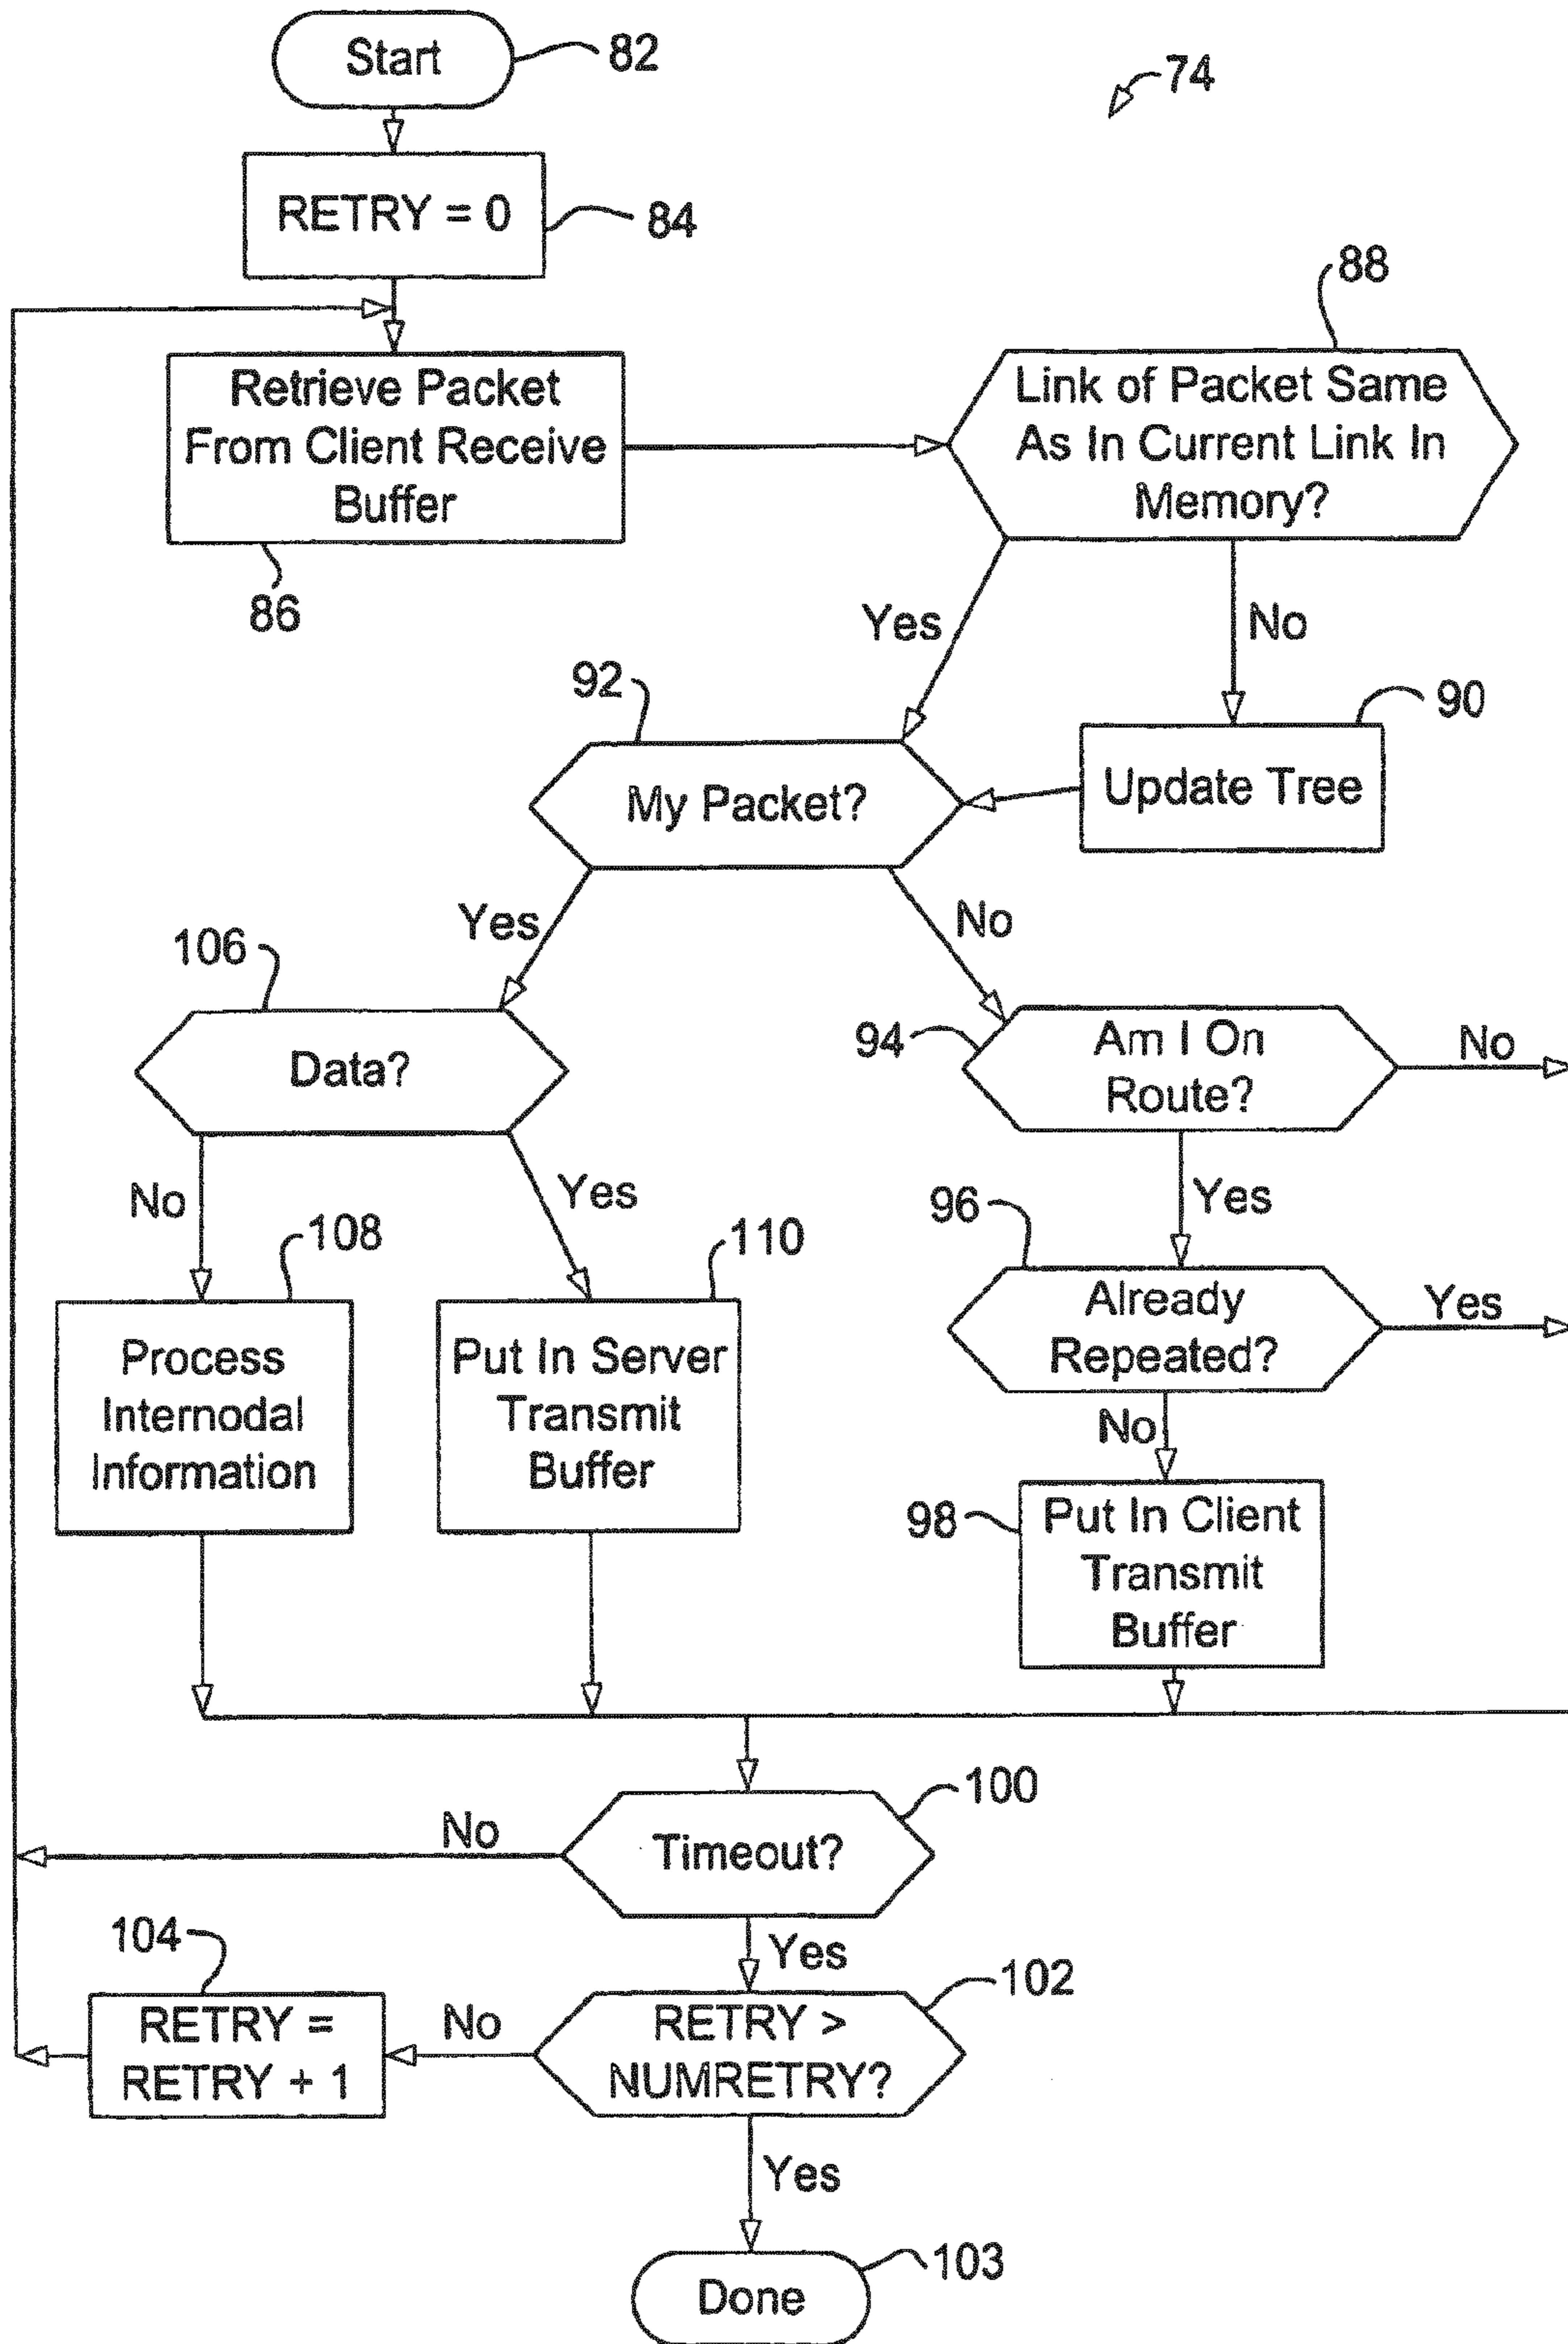 Start
82
74
RETRY = 0
84
88
Retrieve Packet
From Client Receive
Buffer
86
Link of Packet Same
As In Current Link In
Memory?
Yes
No
92
90
My Packet?
Update Tree
Yes
No
106
Data?
94
Am I On
Route?
No
No
Yes
Yes
96
108
110
Already
Repeated?
Yes
Process
Internodal
Information
Put In Server
Transmit
Buffer
No
98
Put In Client
Transmit
Buffer
100
No
Timeout?
104
Yes
102
RETRY =
RETRY + 1
No
RETRY >
NUMRETRY?
Yes
103
Done